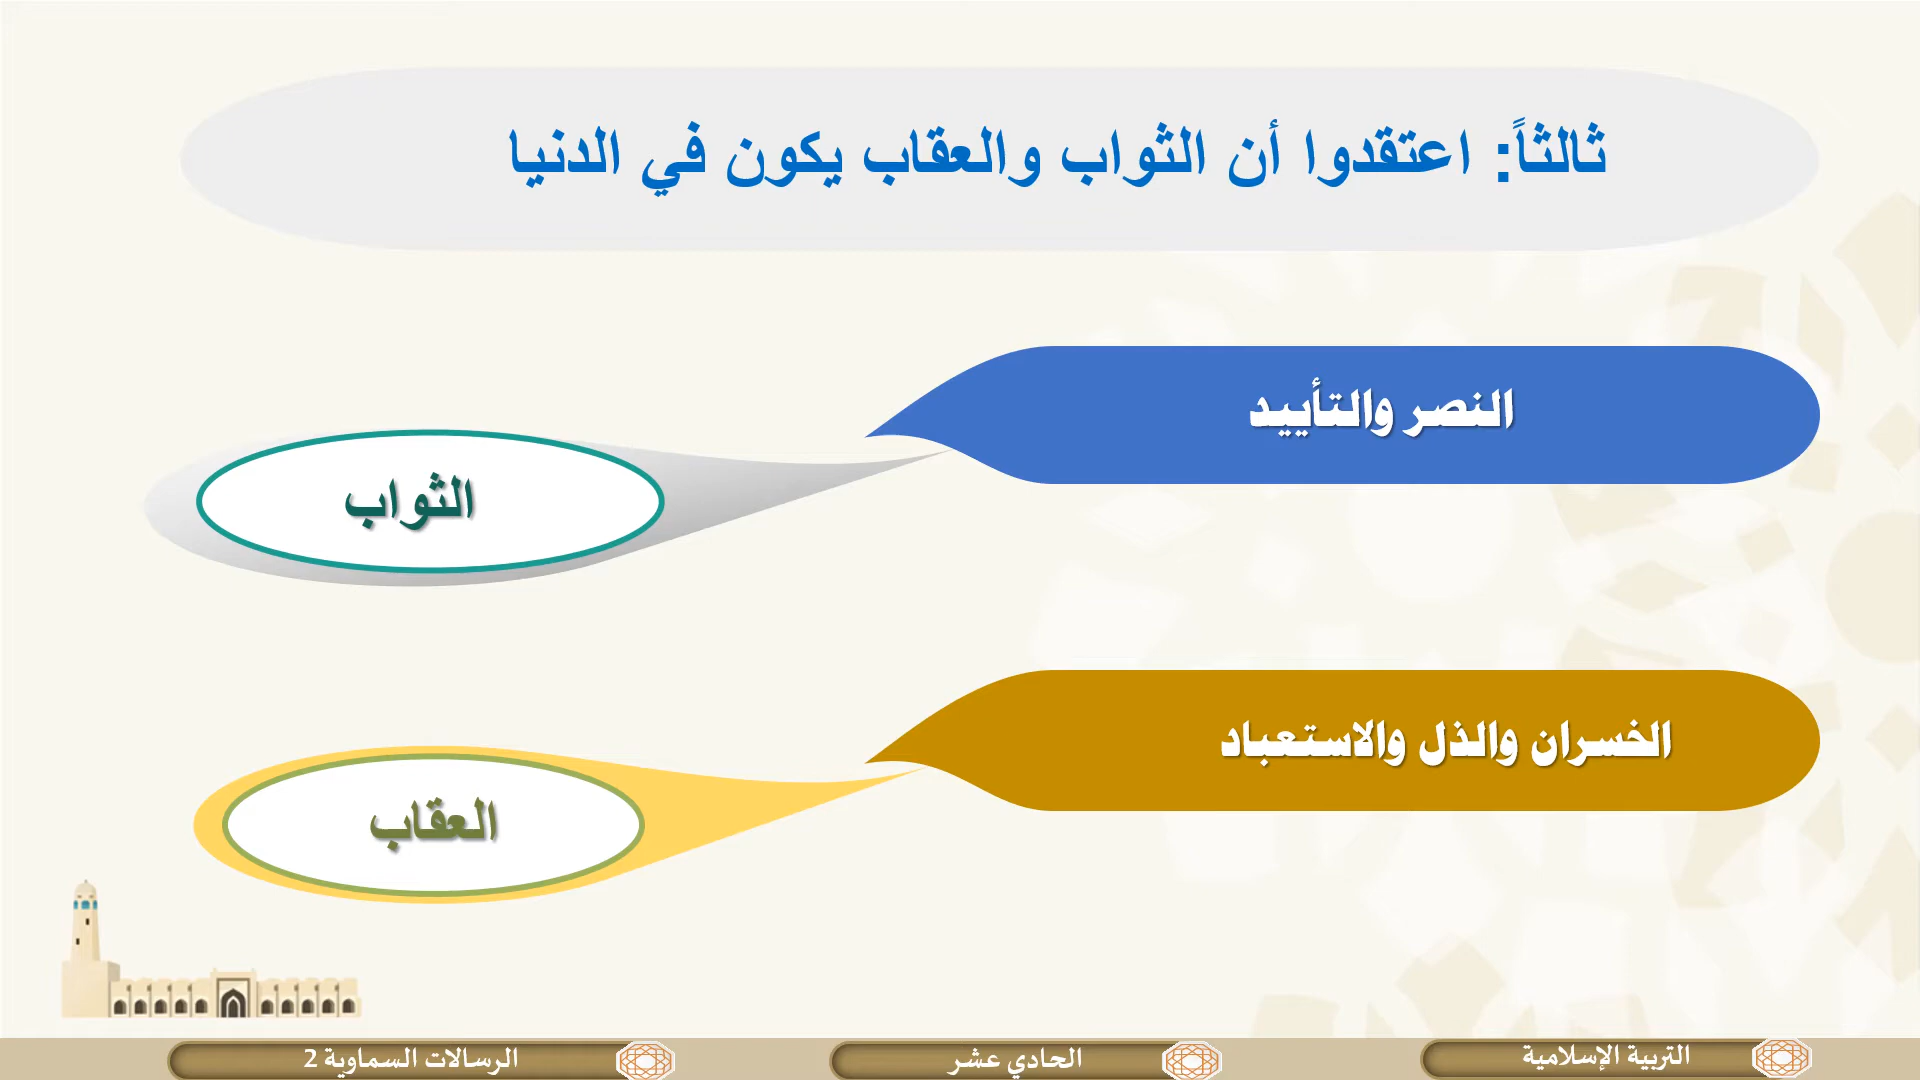 ثالثاً: اعتقدوا أن الثواب والعقاب يكون في الدنيا
النصر والتأييد
الثواب
الخسران والذل والاستعباد
العقاب
التربية الإسلامية
الحادي عشر
الرسالات السماوية 2